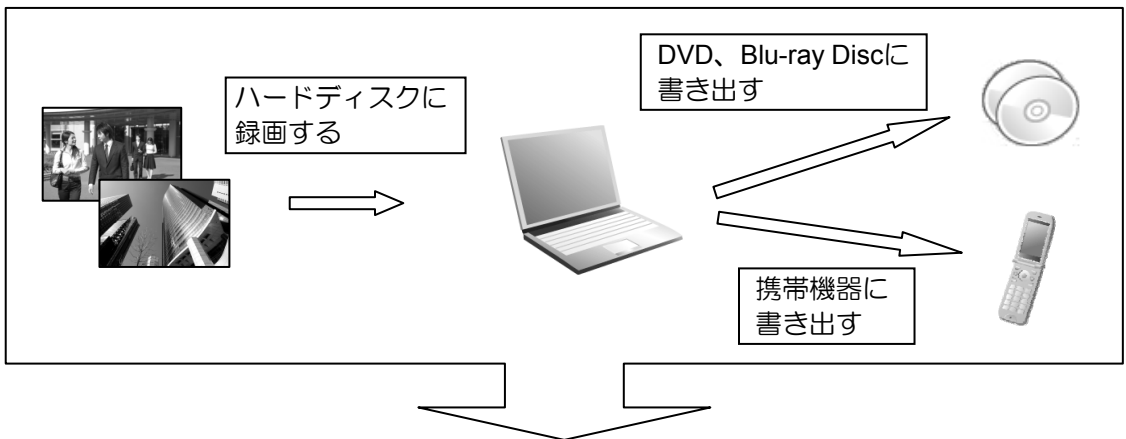 ハードディスクに
録画する
DVD、Blu-ray Discに
書き出す
携帯機器に
書き出す